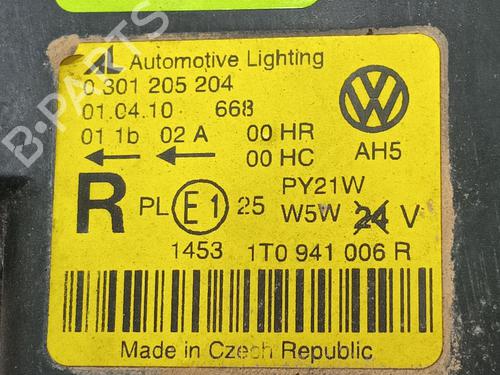 Automotive Lighting
0 301 205 204
01.04.10 668
01 1b 02 A 00 HR
00 HC AH5
R PL E1 25 PY21W
W5W 24 V
1453 1T0 941 006 R
Made in Czech Republic
B-PARTS